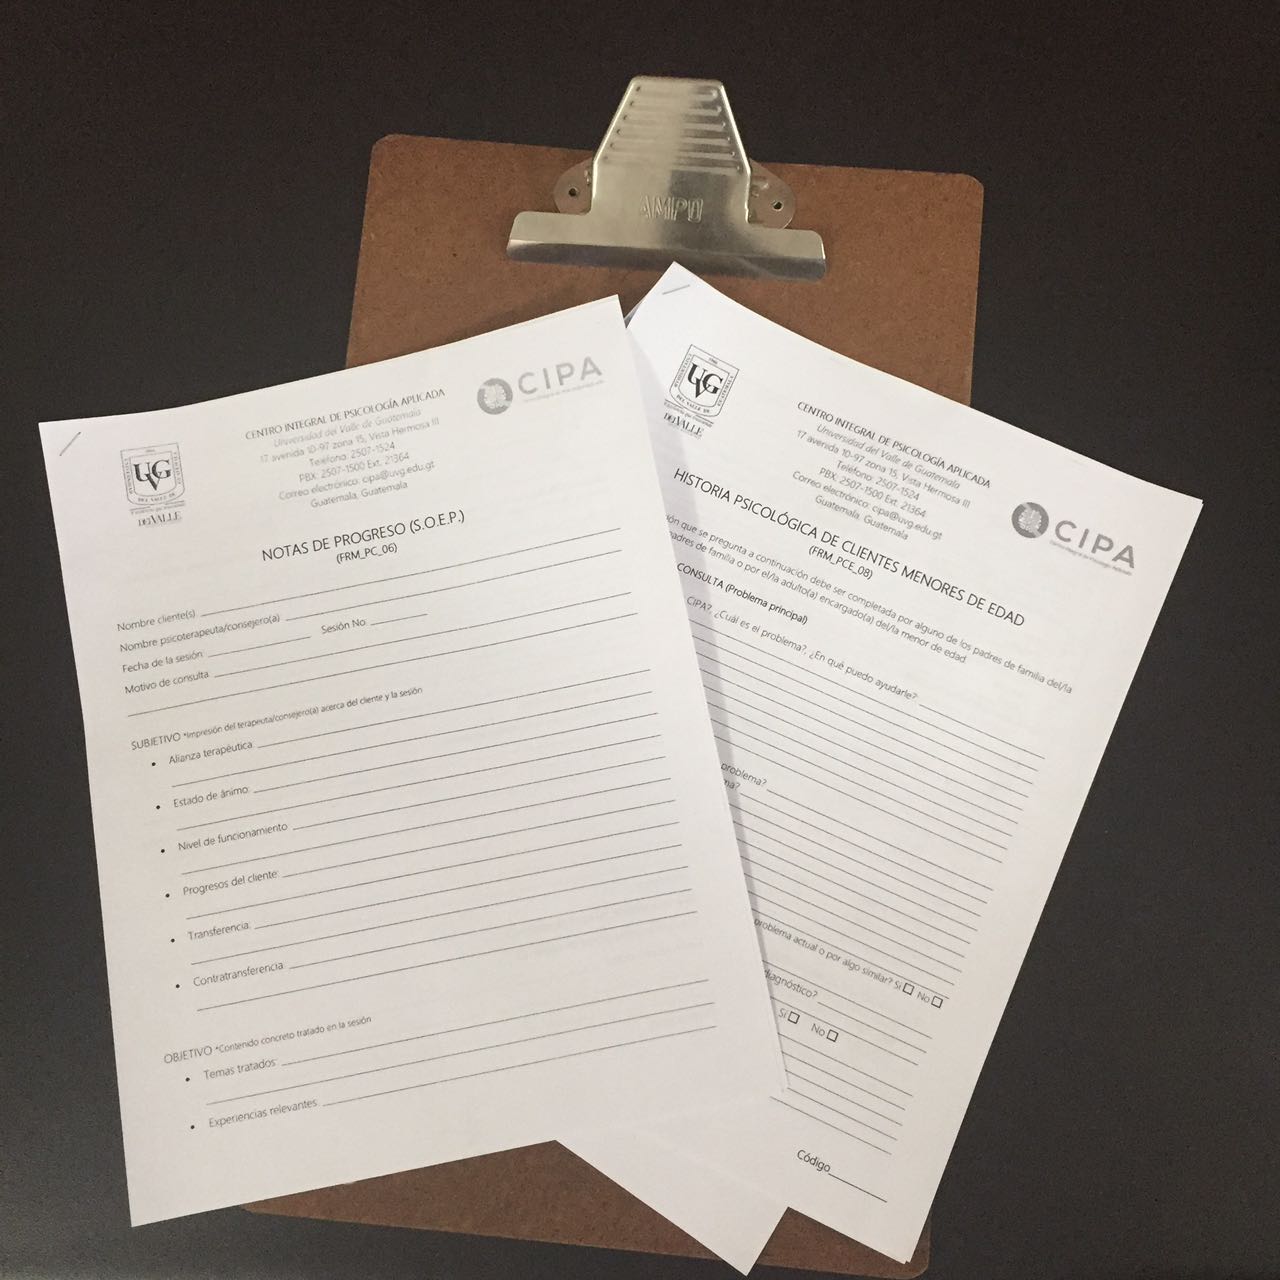 AMPO
UVG
DEL VALLE DE
DELVALLE
CENTRO INTEGRAL DE PSICOLOGÍA APLICADA
Universidad del Valle de Guatemala
17 avenida 10-97 zona 15, Vista Hermosa III
Teléfono: 2507-1524
PBX: 2507-1500 Ext. 21364
Correo electrónico: cipa@uvg.edu.gt
Guatemala, Guatemala
CIPA
NOTAS DE PROGRESO (S.O.E.P.)
(FRM_PC_06)
Nombre cliente(s)
Nombre psicoterapeuta/consejero(a)
Fecha de la sesión: Sesión No.
Motivo de consulta:
SUBJETIVO *Impresión del terapeuta/consejero(a) acerca del cliente y la sesión
• Alianza terapéutica:
• Estado de ánimo:
• Nivel de funcionamiento:
• Progresos del cliente:
• Transferencia:
• Contratransferencia:
OBJETIVO *Contenido concreto tratado en la sesión
• Temas tratados:
• Experiencias relevantes:
UVG
DEL VALLE DE
GUATEMALA
DELVALLE
CENTRO INTEGRAL DE PSICOLOGÍA APLICADA
Universidad del Valle de Guatemala
17 avenida 10-97 zona 15, Vista Hermosa III
Teléfono: 2507-1524
PBX: 2507-1500 Ext. 21364
Correo electrónico: cipa@uvg.edu.gt
Guatemala, Guatemala
CIPA
Centro Integral de Psicología Aplicada
HISTORIA PSICOLÓGICA DE CLIENTES MENORES DE EDAD
(FRM_PCE_08)
que se pregunta a continuación debe ser completada por alguno de los padres de familia del/la
padres de familia o por el/la adulto(a) encargado(a) del/la menor de edad.
CONSULTA (Problema principal)
CIPA?, ¿Cuál es el problema?, ¿En qué puedo ayudarle?
problema?
problema actual o por algo similar? Sí No
diagnóstico?
Sí No
Código